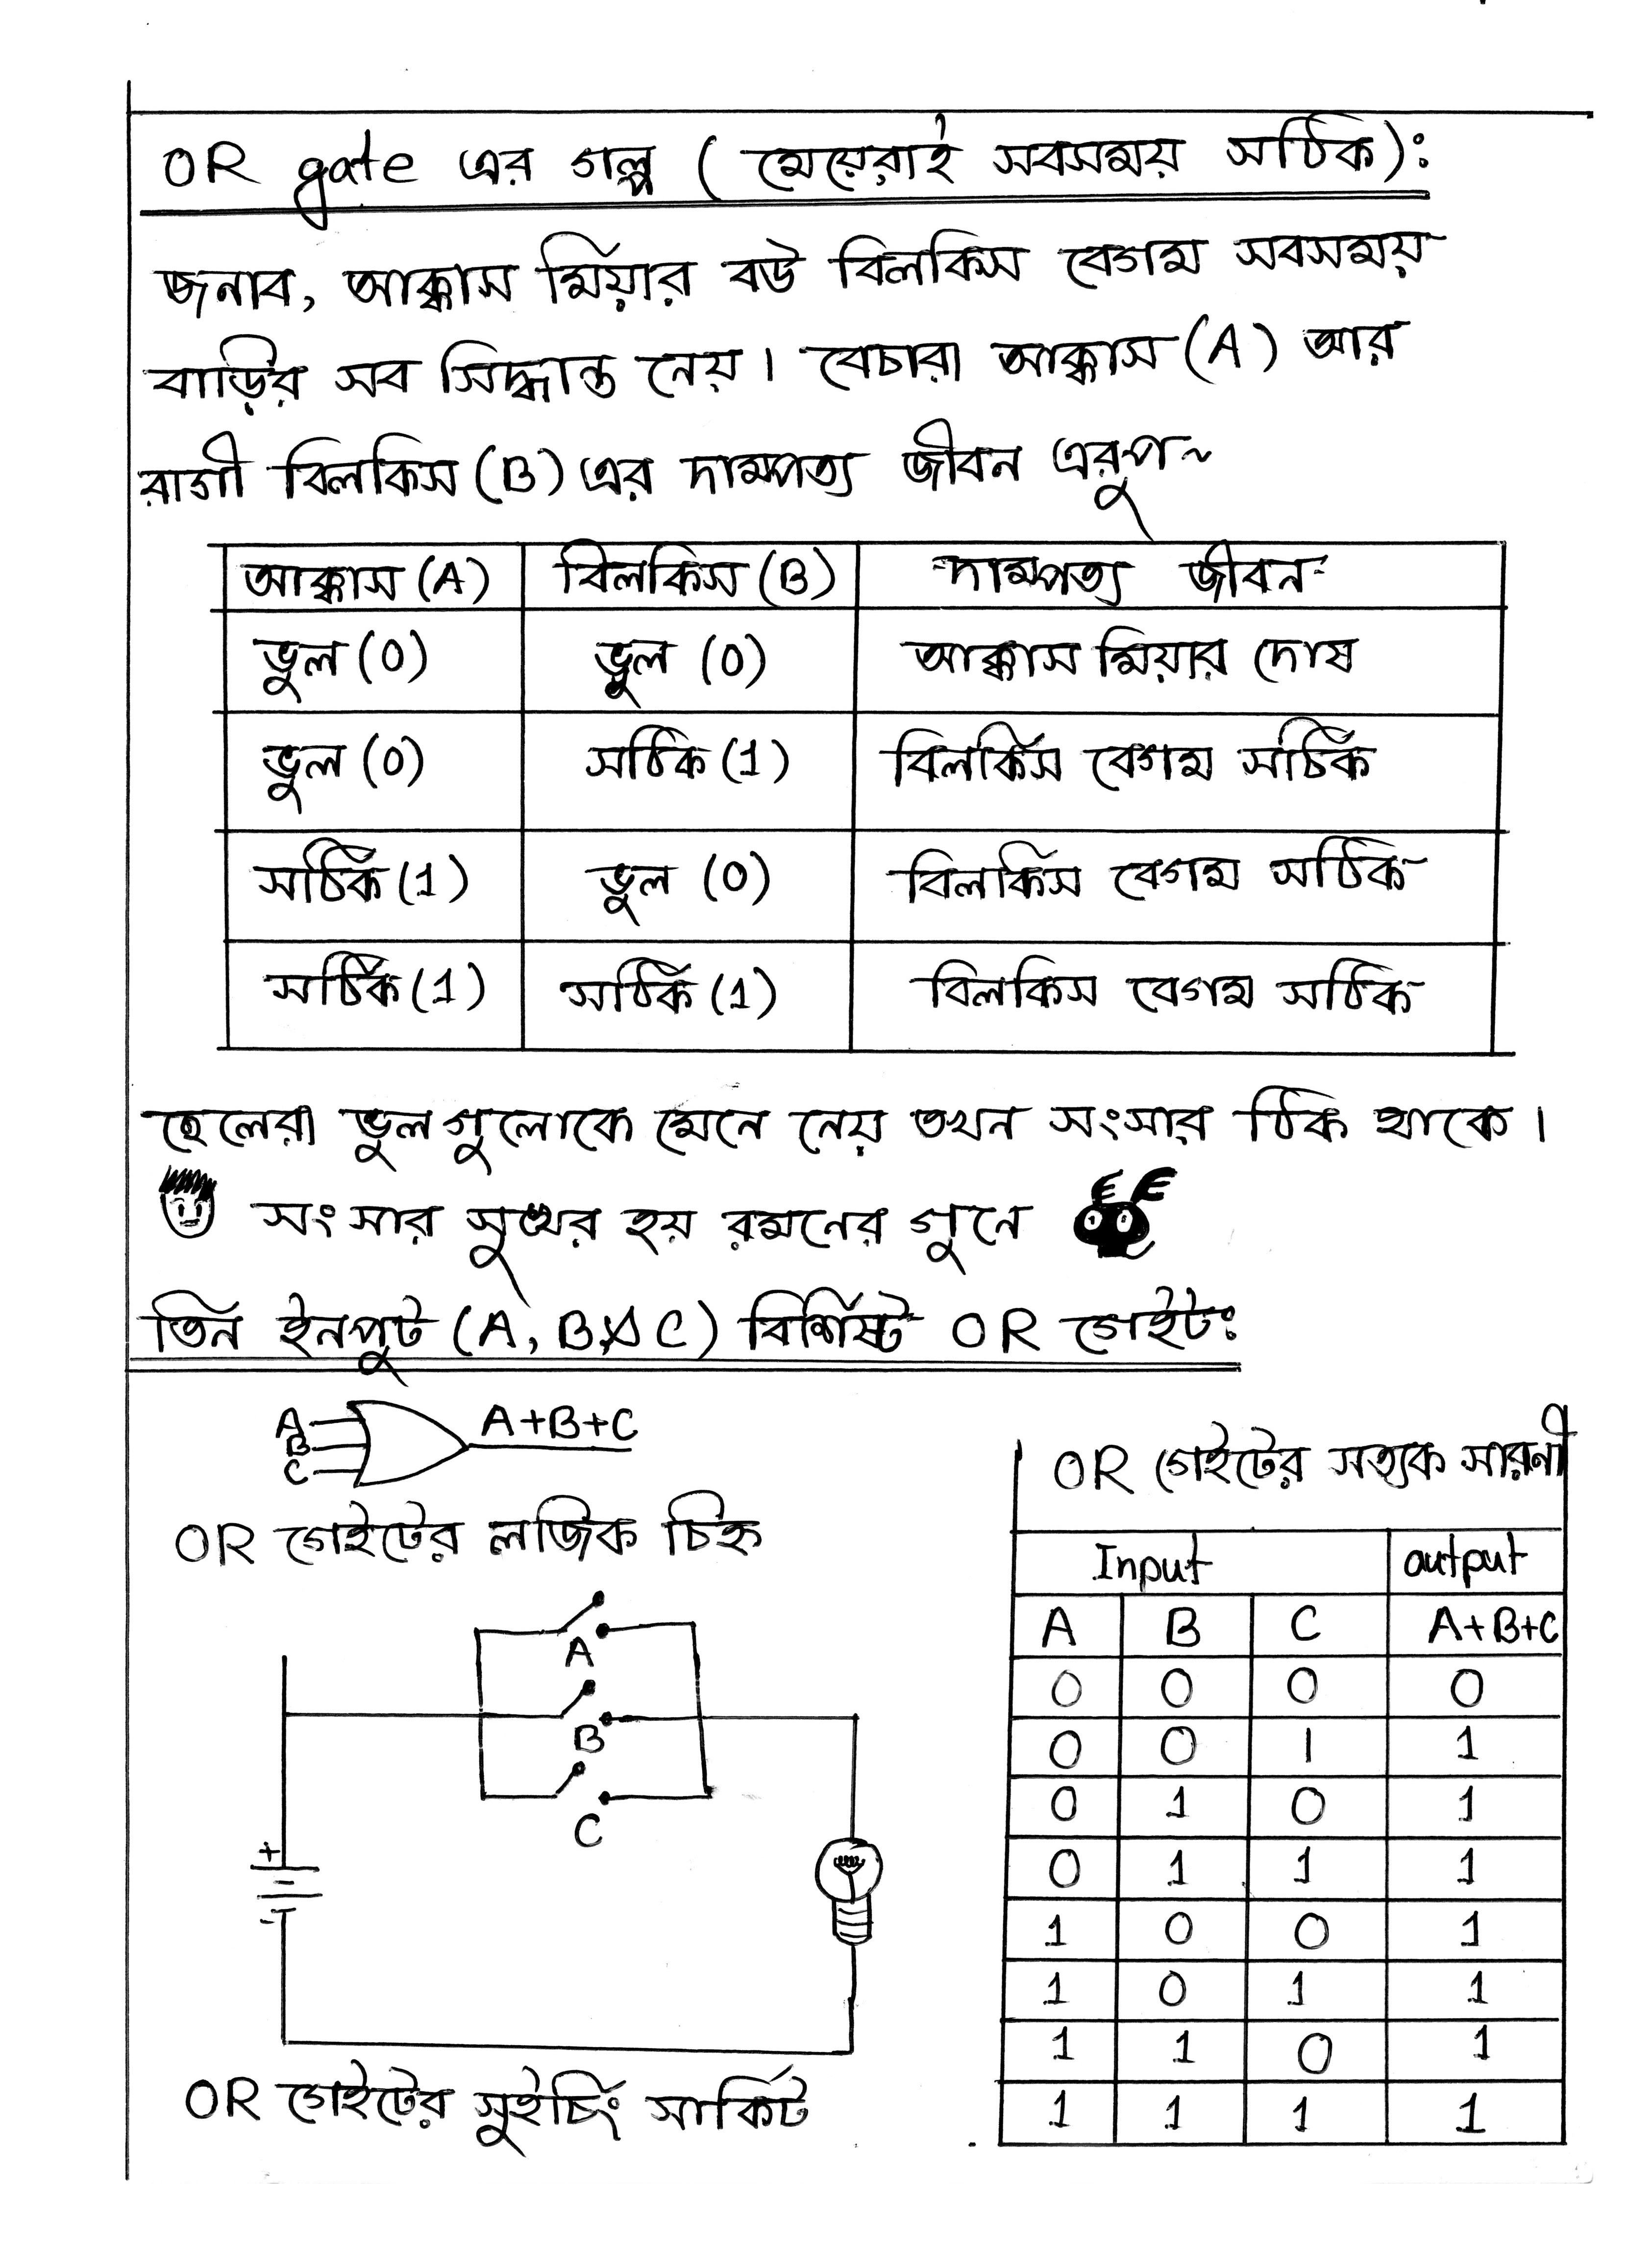 OR gate এর গল্প ( মেয়েরাই সবসময় সঠিক):
জনাব, আক্কাস মিয়ার বউ বিলকিস বেগম সবসময়
বাড়ির সব সিদ্ধান্ত নেয়। বেচারা আক্কাস (A) আর
রাগী বিলকিস (B) এর দাম্পত্য জীবন এরুপ~
আক্কাস (A) বিলকিস (B) দাম্পত্য জীবন
ভুল (0) ভুল (0) আক্কাস মিয়ার দোষ
ভুল (0) সঠিক (1) বিলকিস বেগম সঠিক
সঠিক (1) ভুল (0) বিলকিস বেগম সঠিক
সঠিক (1) সঠিক (1) বিলকিস বেগম সঠিক
ছেলেরা ভুলগুলোকে মেনে নেয় তখন সংসার ঠিক থাকে।
সংসার সুখের হয় রমনের গুনে
তিন ইনপুট (A, B, C) বিশিষ্ট OR গেইট:
A
B
C
A+B+C
OR গেইটের লজিক চিহ্ন
A
B
C
+
-
OR গেইটের সুইচিং সার্কিট
OR গেইটের সত্যক সারনী
Input output
A B C A+B+C
0 0 0 0
0 0 1 1
0 1 0 1
0 1 1 1
1 0 0 1
1 0 1 1
1 1 0 1
1 1 1 1